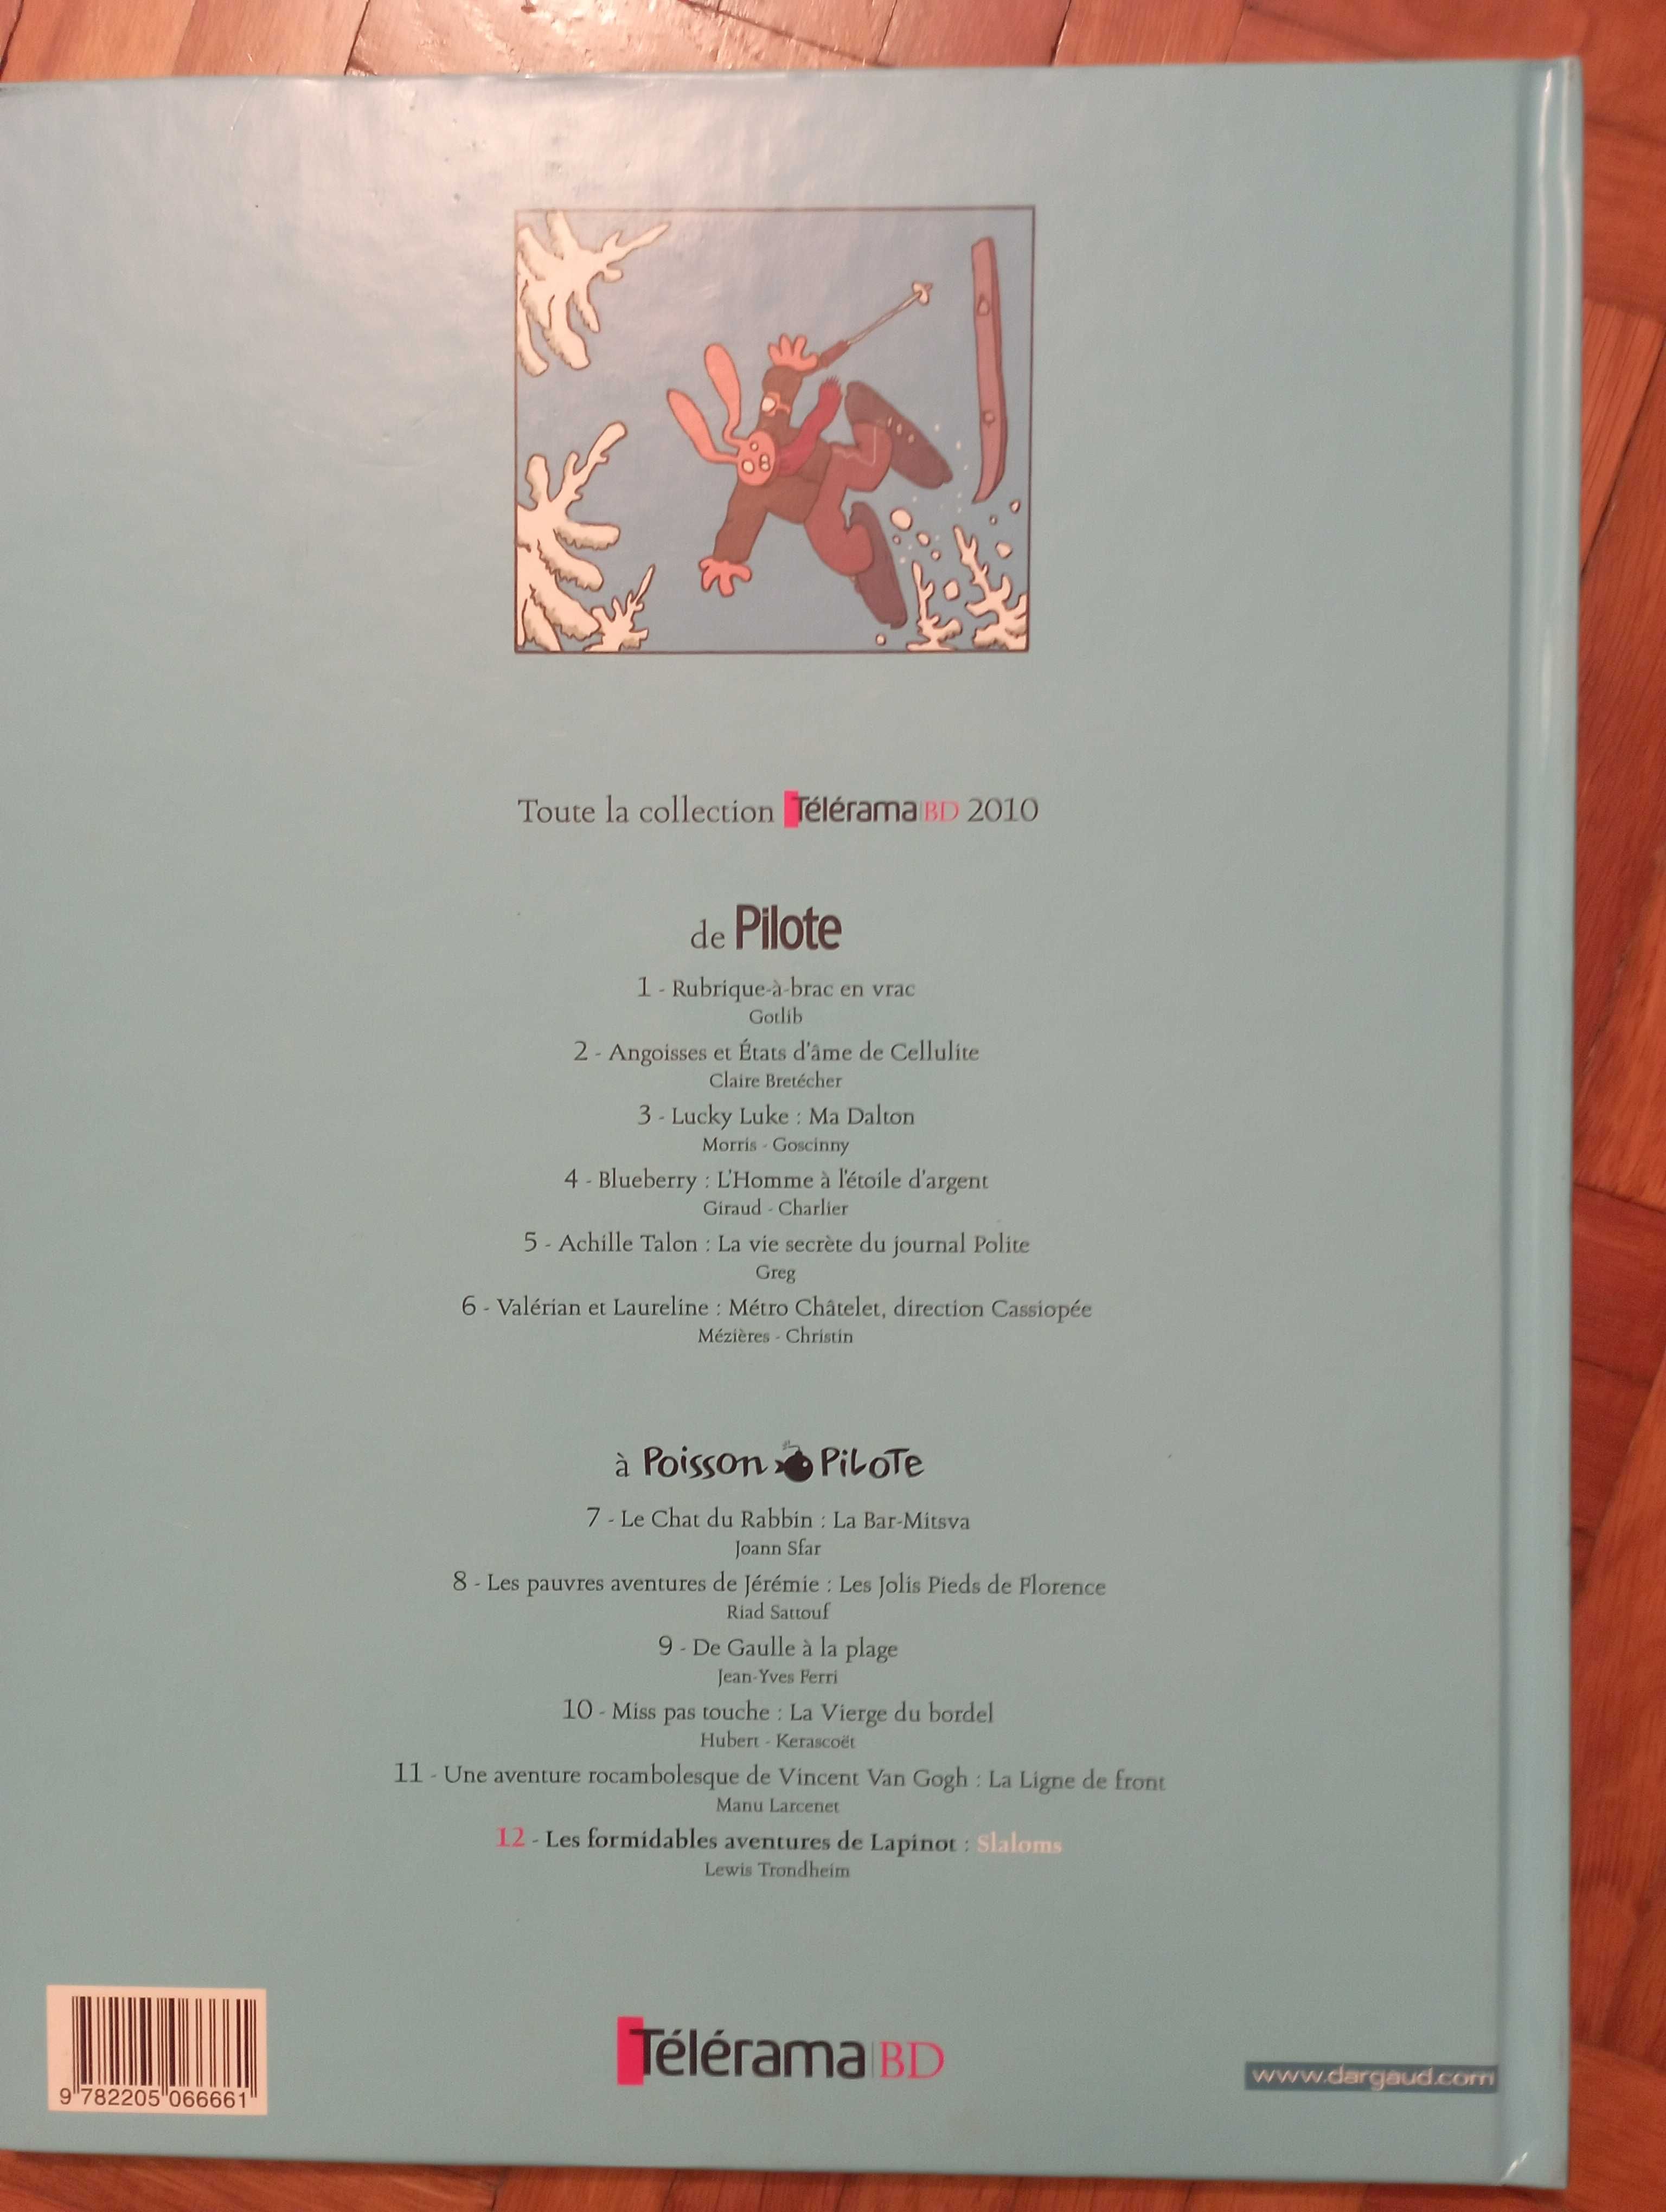 Toute la collection Télérama BD 2010
de Pilote
1 - Rubrique-à-brac en vrac
Gotlib
2 - Angoisses et États d'âme de Cellulite
Claire Bretécher
3 - Lucky Luke : Ma Dalton
Morris - Goscinny
4 - Blueberry : L'Homme à l'étoile d'argent
Giraud - Charlier
5 - Achille Talon : La vie secrète du journal Polite
Greg
6 - Valérian et Laureline : Métro Châtelet, direction Cassiopée
Mézières - Christin
à Poisson Pilote
7 - Le Chat du Rabbin : La Bar-Mitsva
Joann Sfar
8 - Les pauvres aventures de Jérémie : Les Jolis Pieds de Florence
Riad Sattouf
9 - De Gaulle à la plage
Jean-Yves Ferri
10 - Miss pas touche : La Vierge du bordel
Hubert - Kerascoët
11 - Une aventure rocambolesque de Vincent Van Gogh : La Ligne de front
Manu Larcenet
12 - Les formidables aventures de Lapinot : Slaloms
Lewis Trondheim
9 782205 066661
Télérama BD
www.dargaud.com